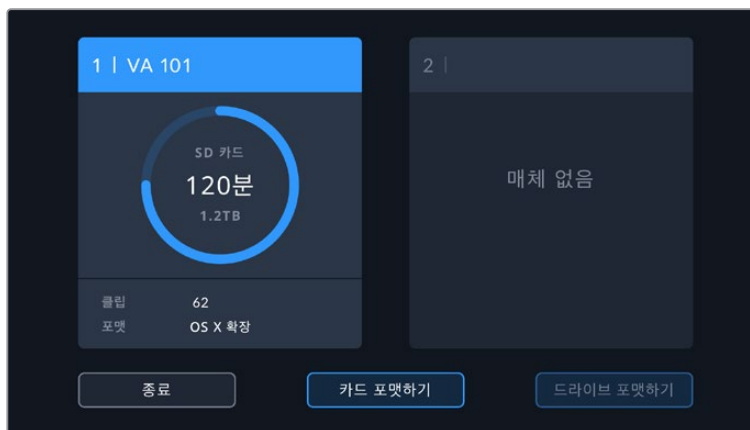 1 | VA 101
SD 카드
120분
1.2TB
클립 62
포맷 OS X 확장
2 |
매체 없음
종료
카드 포맷하기
드라이브 포맷하기